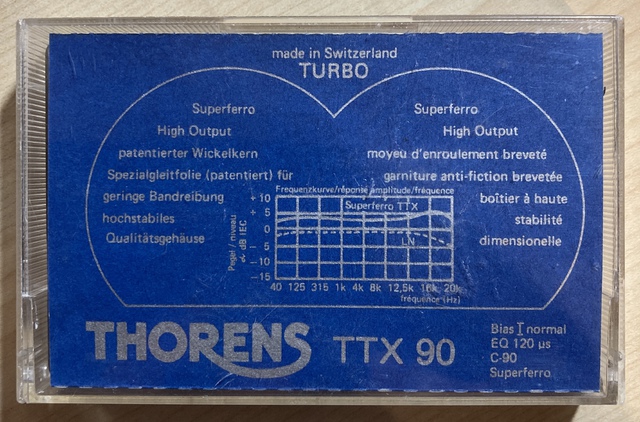 made in Switzerland
TURBO
Superferro
High Output
patentierter Wickelkern
Spezialgleitfolie (patentiert) für
geringe Bandreibung
hochstabiles
Qualitätsgehäuse
Superferro
High Output
moyeu d'enroulement breveté
garniture anti-fiction brevetée
boîtier à haute
stabilité
dimensionelle
Frequenzkurve/réponse amplitude/fréquence
Pegel / niveau
dB IEC
+ 10
+ 5
0
- 5
- 10
- 15
Superferro TTX
LN
40 125 315 1k 4k 8k 12,5k 16k 20k
fréquence (Hz)
THORENS TTX 90
Bias I normal
EQ 120 µs
C-90
Superferro